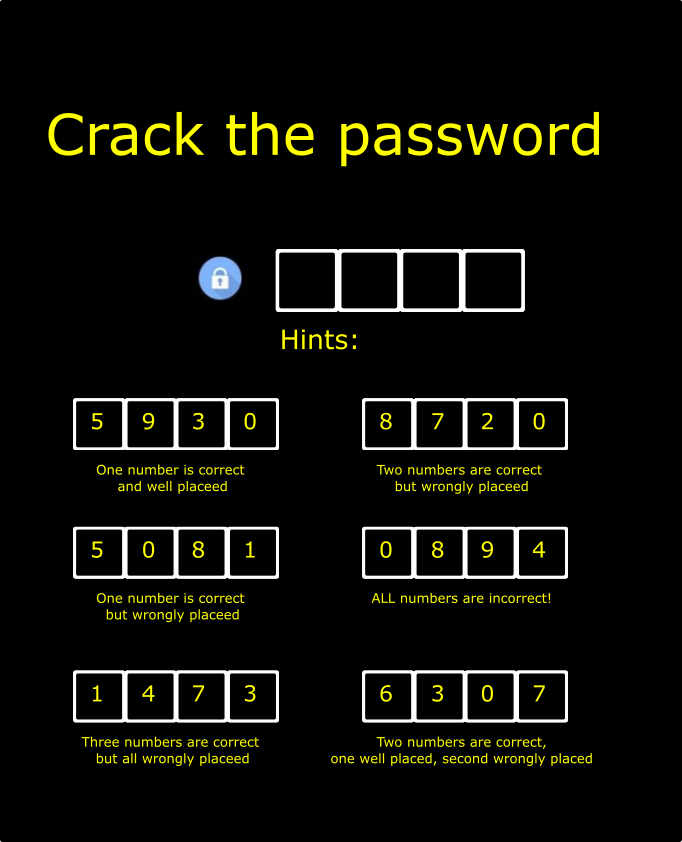 Crack the password
Hints:
5 9 3 0
One number is correct
and well placeed
8 7 2 0
Two numbers are correct
but wrongly placeed
5 0 8 1
One number is correct
but wrongly placeed
0 8 9 4
ALL numbers are incorrect!
1 4 7 3
Three numbers are correct
but all wrongly placeed
6 3 0 7
Two numbers are correct,
one well placed, second wrongly placed